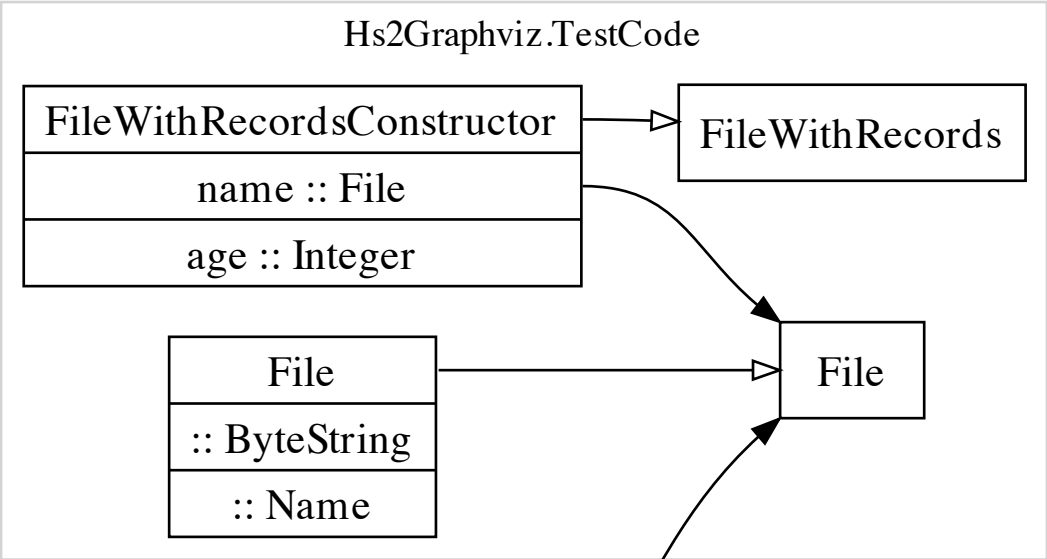 Hs2Graphviz.TestCode
FileWithRecordsConstructor
name :: File
age :: Integer
FileWithRecords
File
:: ByteString
:: Name
File